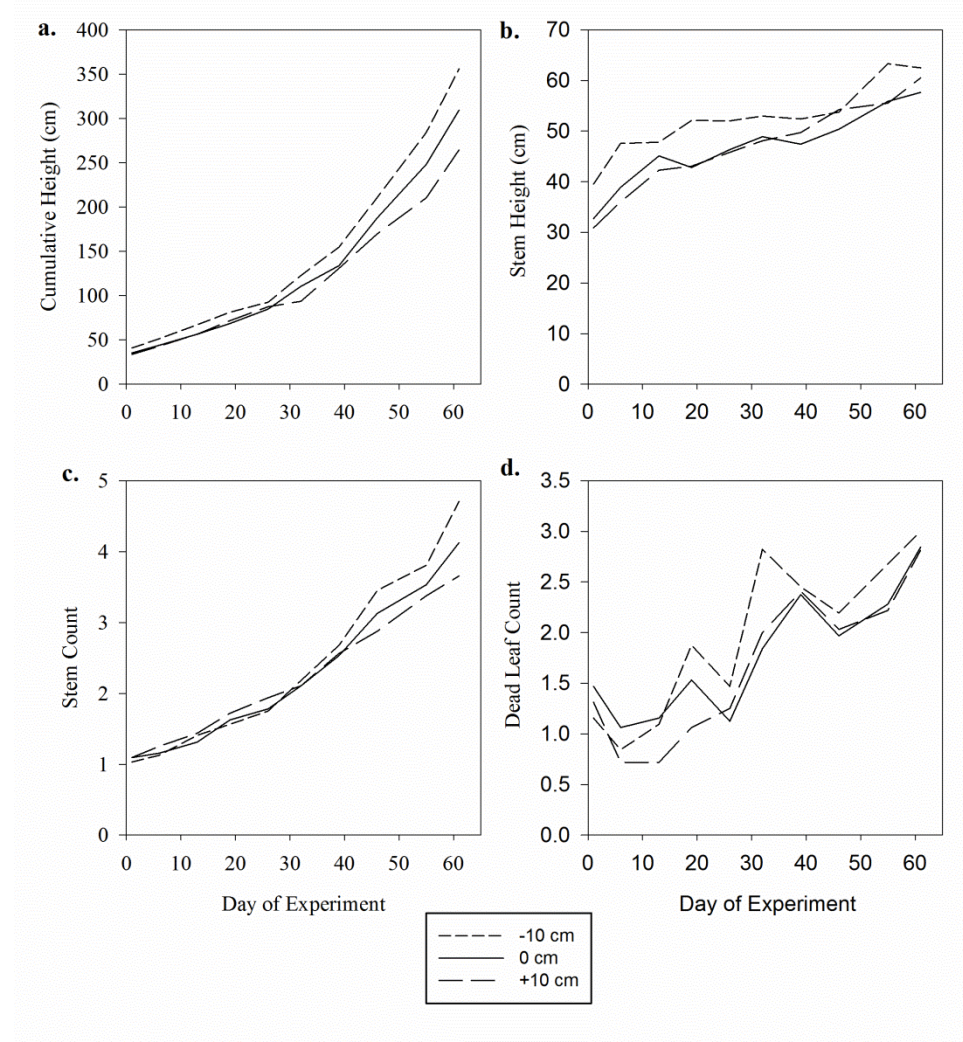 a.
400
350
300
250
200
150
100
50
0
Cumulative Height (cm)
0 10 20 30 40 50 60
b.
70
60
50
40
30
20
10
0
Stem Height (cm)
0 10 20 30 40 50 60
c.
5
4
3
2
1
0
Stem Count
0 10 20 30 40 50 60
Day of Experiment
d.
3.5
3.0
2.5
2.0
1.5
1.0
0.5
0.0
Dead Leaf Count
0 10 20 30 40 50 60
Day of Experiment
-10 cm
0 cm
+10 cm